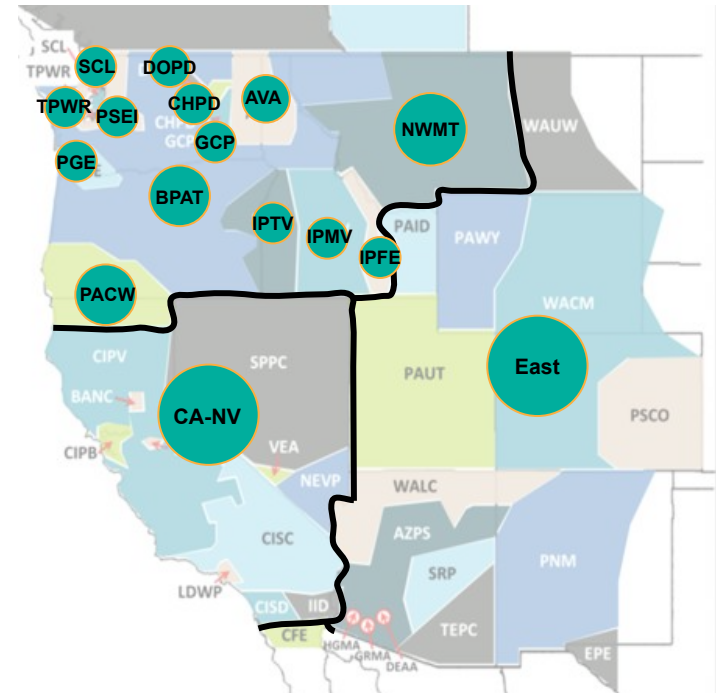 SCL
TPWR
SCL
DOPD
TPWR
PSEI
CHPD
AVA
NWMT
WAUW
GCP
GCP
PGE
BPAT
IPTV
IPMV
IPFE
PAID
PAWY
PACW
WACM
CIPV
SPPC
BANC
CA-NV
PAUT
East
PSCO
CIPB
VEA
NEVP
WALC
CISC
AZPS
SRP
PNM
LDWP
CISD
IID
CFE
HGMA
GRMA
DEAA
TEPC
EPE